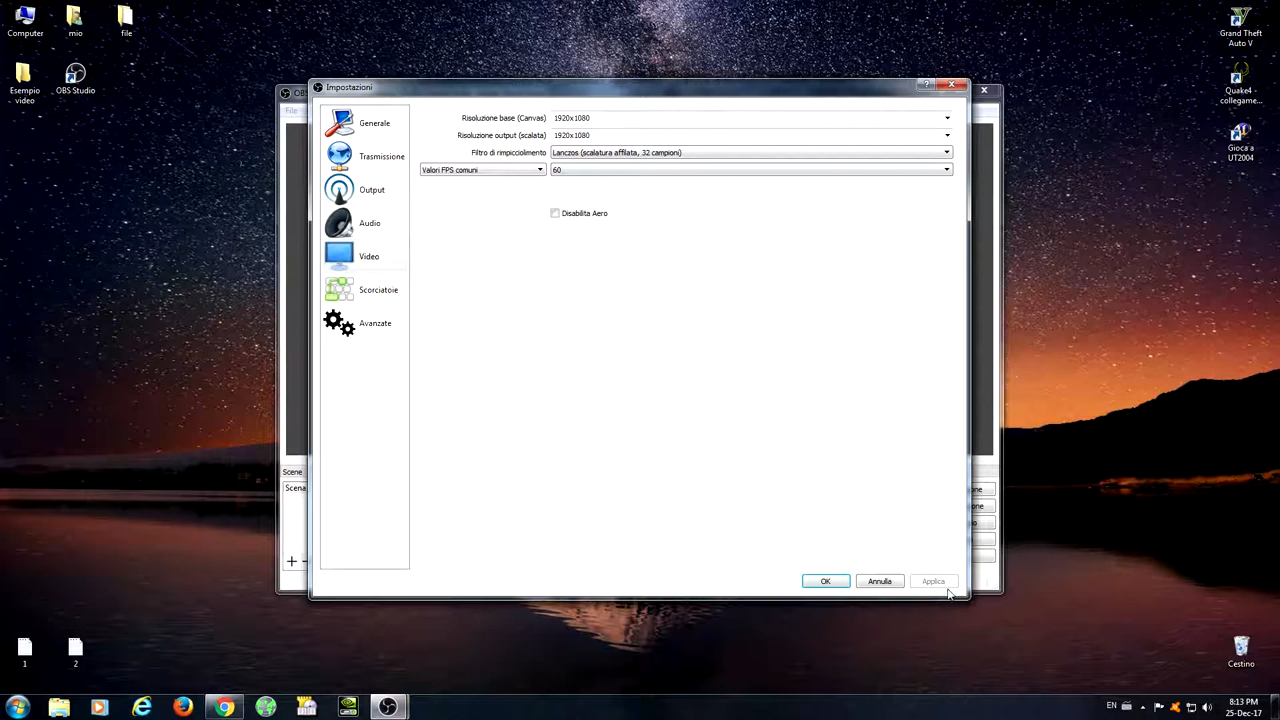 Computer
mio
file
Esempio
video
OBS Studio
Grand Theft
Auto V
Quake4
collegame...
Gioca a
UT2004
OBS
File
Impostazioni
Generale
Trasmissione
Output
Audio
Video
Scorciatoie
Avanzate
Risoluzione base (Canvas) 1920x1080
Risoluzione output (scalata) 1920x1080
Filtro di rimpicciolimento Lanczos (scalatura affilata, 32 campioni)
Valori FPS comuni 60
Disabilita Aero
Scene
Scena
OK
Annulla
Applica
1
2
Cestino
EN
8:13 PM
25-Dec-17